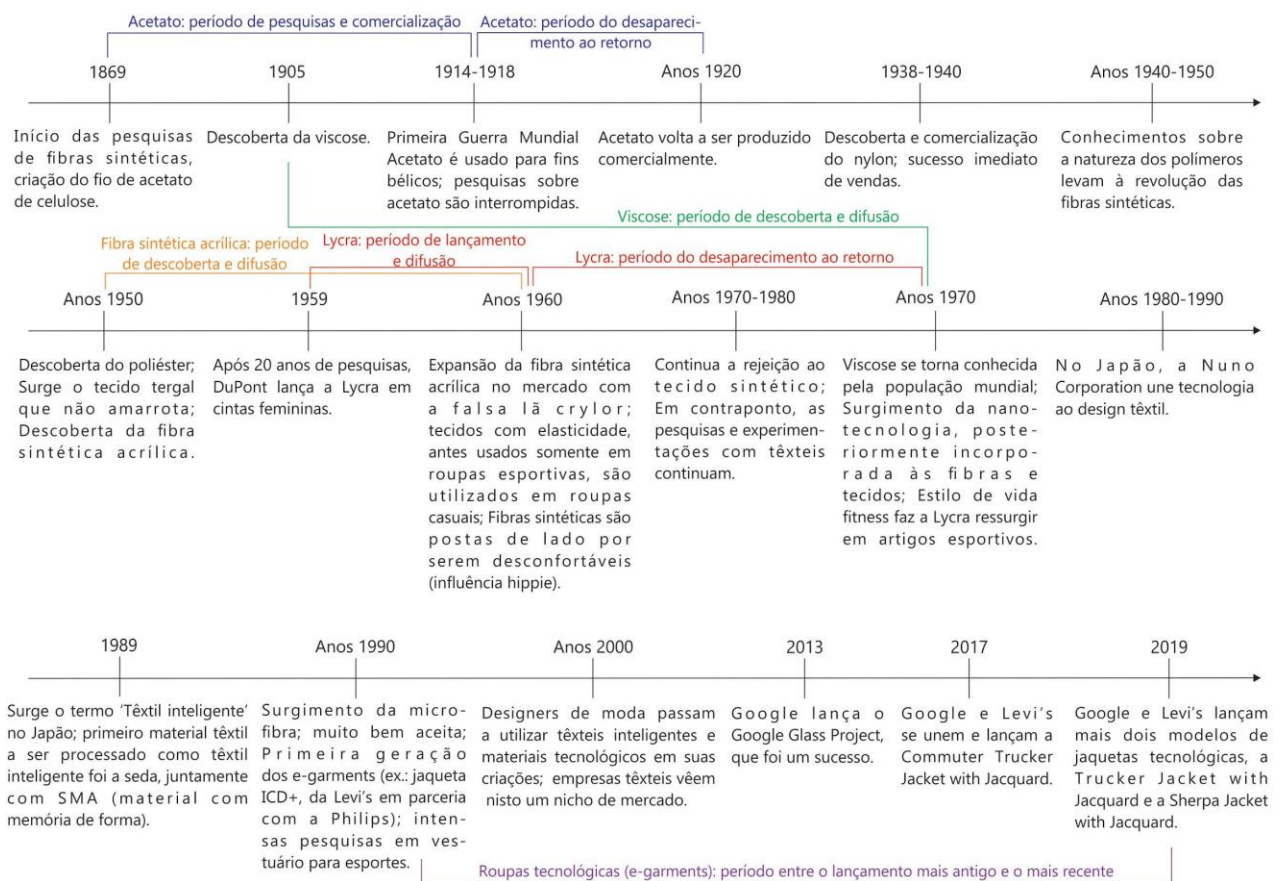 Acetato: período de pesquisas e comercialização
Acetato: período do desapareci-
mento ao retorno
1869
1905
1914-1918
Anos 1920
1938-1940
Anos 1940-1950
Início das pesquisas
de fibras sintéticas,
criação do fio de acetato
de celulose.
Descoberta da viscose.
Primeira Guerra Mundial
Acetato é usado para fins
bélicos; pesquisas sobre
acetato são interrompidas.
Acetato volta a ser produzido
comercialmente.
Descoberta e comercialização
do nylon; sucesso imediato
de vendas.
Conhecimentos sobre
a natureza dos polímeros
levam à revolução das
fibras sintéticas.
Viscose: período de descoberta e difusão
Fibra sintética acrílica: período
de descoberta e difusão
Lycra: período de lançamento
e difusão
Lycra: período do desaparecimento ao retorno
Anos 1950
1959
Anos 1960
Anos 1970-1980
Anos 1970
Anos 1980-1990
Descoberta do poliéster;
Surge o tecido tergal
que não amarrota;
Descoberta da fibra
sintética acrílica.
Após 20 anos de pesquisas,
DuPont lança a Lycra em
cintas femininas.
Expansão da fibra sintética
acrílica no mercado com
a falsa lã crylor;
tecidos com elasticidade,
antes usados somente em
roupas esportivas, são
utilizados em roupas
casuais; Fibras sintéticas são
postas de lado por
serem desconfortáveis
(influência hippie).
Continua a rejeição ao
tecido sintético;
Em contraponto, as
pesquisas e experimen-
tações com têxteis
continuam.
Viscose se torna conhecida
pela população mundial;
Surgimento da nano-
tecnologia, poste-
riormente incorpo-
rada às fibras e
tecidos; Estilo de vida
fitness faz a Lycra ressurgir
em artigos esportivos.
No Japão, a Nuno
Corporation une tecnologia
ao design têxtil.
1989
Anos 1990
Anos 2000
2013
2017
2019
Surge o termo ‘Têxtil inteligente’
no Japão; primeiro material têxtil
a ser processado como têxtil
inteligente foi a seda, juntamente
com SMA (material com
memória de forma).
Surgimento da micro-
fibra; muito bem aceita;
Primeira geração
dos e-garments (ex.: jaqueta
ICD+, da Levi’s em parceria
com a Philips); inten-
sas pesquisas em ves-
tuário para esportes.
Designers de moda passam
a utilizar têxteis inteligentes e
materiais tecnológicos em suas
criações; empresas têxteis vêem
nisto um nicho de mercado.
Google lança o
Google Glass Project,
que foi um sucesso.
Google e Levi’s
se unem e lançam a
Commuter Trucker
Jacket with Jacquard.
Google e Levi’s lançam
mais dois modelos de
jaquetas tecnológicas, a
Trucker Jacket with
Jacquard e a Sherpa Jacket
with Jacquard.
Roupas tecnológicas (e-garments): período entre o lançamento mais antigo e o mais recente